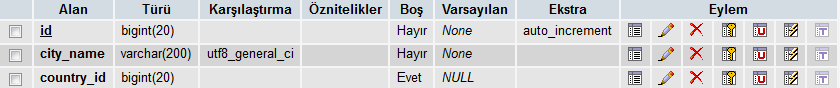 Alan Türü Karşılaştırma Öznitelikler Boş Varsayılan Ekstra Eylem
id bigint(20) Hayır None auto_increment
city_name varchar(200) utf8_general_ci Hayır None
country_id bigint(20) Evet NULL